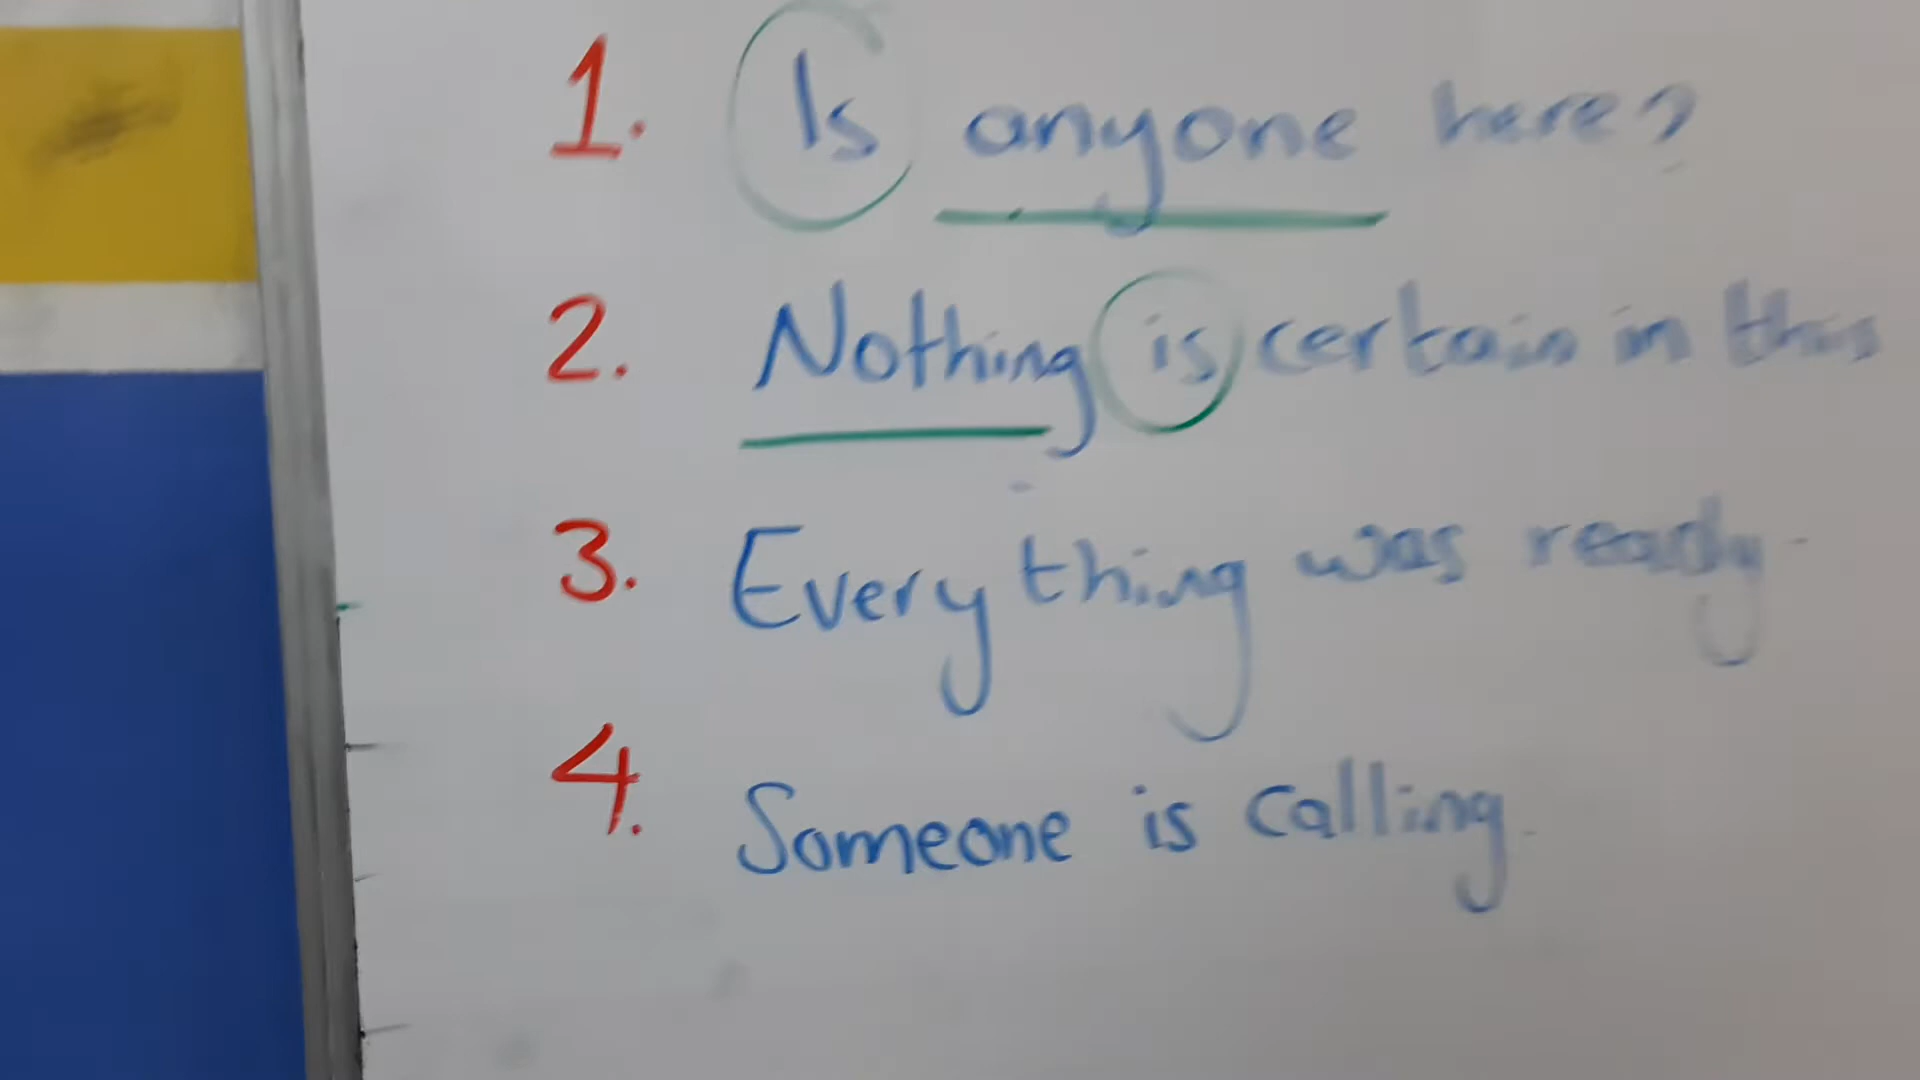 1. Is anyone here?
2. Nothing is certain in this
3. Everything was ready.
4. Someone is calling.